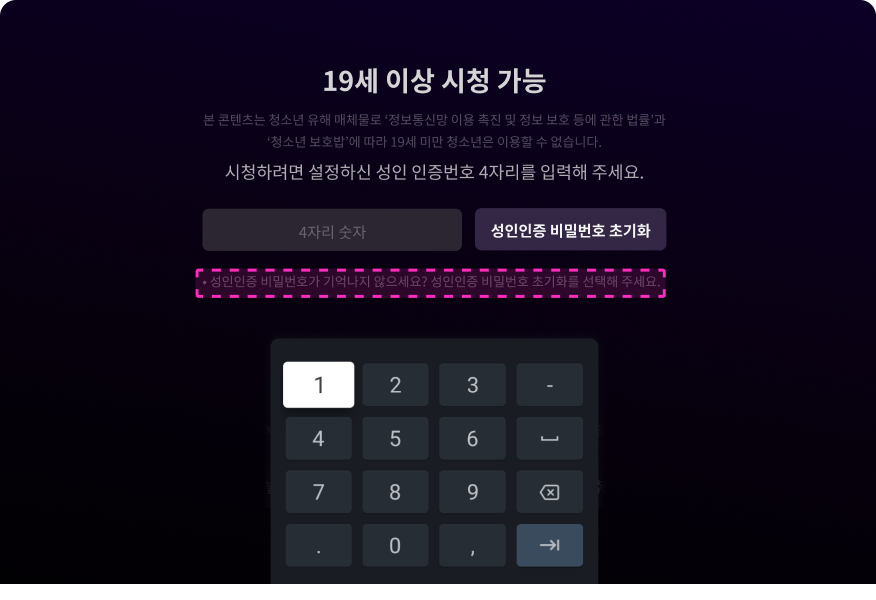 19세 이상 시청 가능
본 콘텐츠는 청소년 유해 매체물로 ‘정보통신망 이용 촉진 및 정보 보호 등에 관한 법률’과
‘청소년 보호밥’에 따라 19세 미만 청소년은 이용할 수 없습니다.
시청하려면 설정하신 성인 인증번호 4자리를 입력해 주세요.
4자리 숫자 성인인증 비밀번호 초기화
• 성인인증 비밀번호가 기억나지 않으세요? 성인인증 비밀번호 초기화를 선택해 주세요.
1 2 3 -
4 5 6
7 8 9
. 0 ,